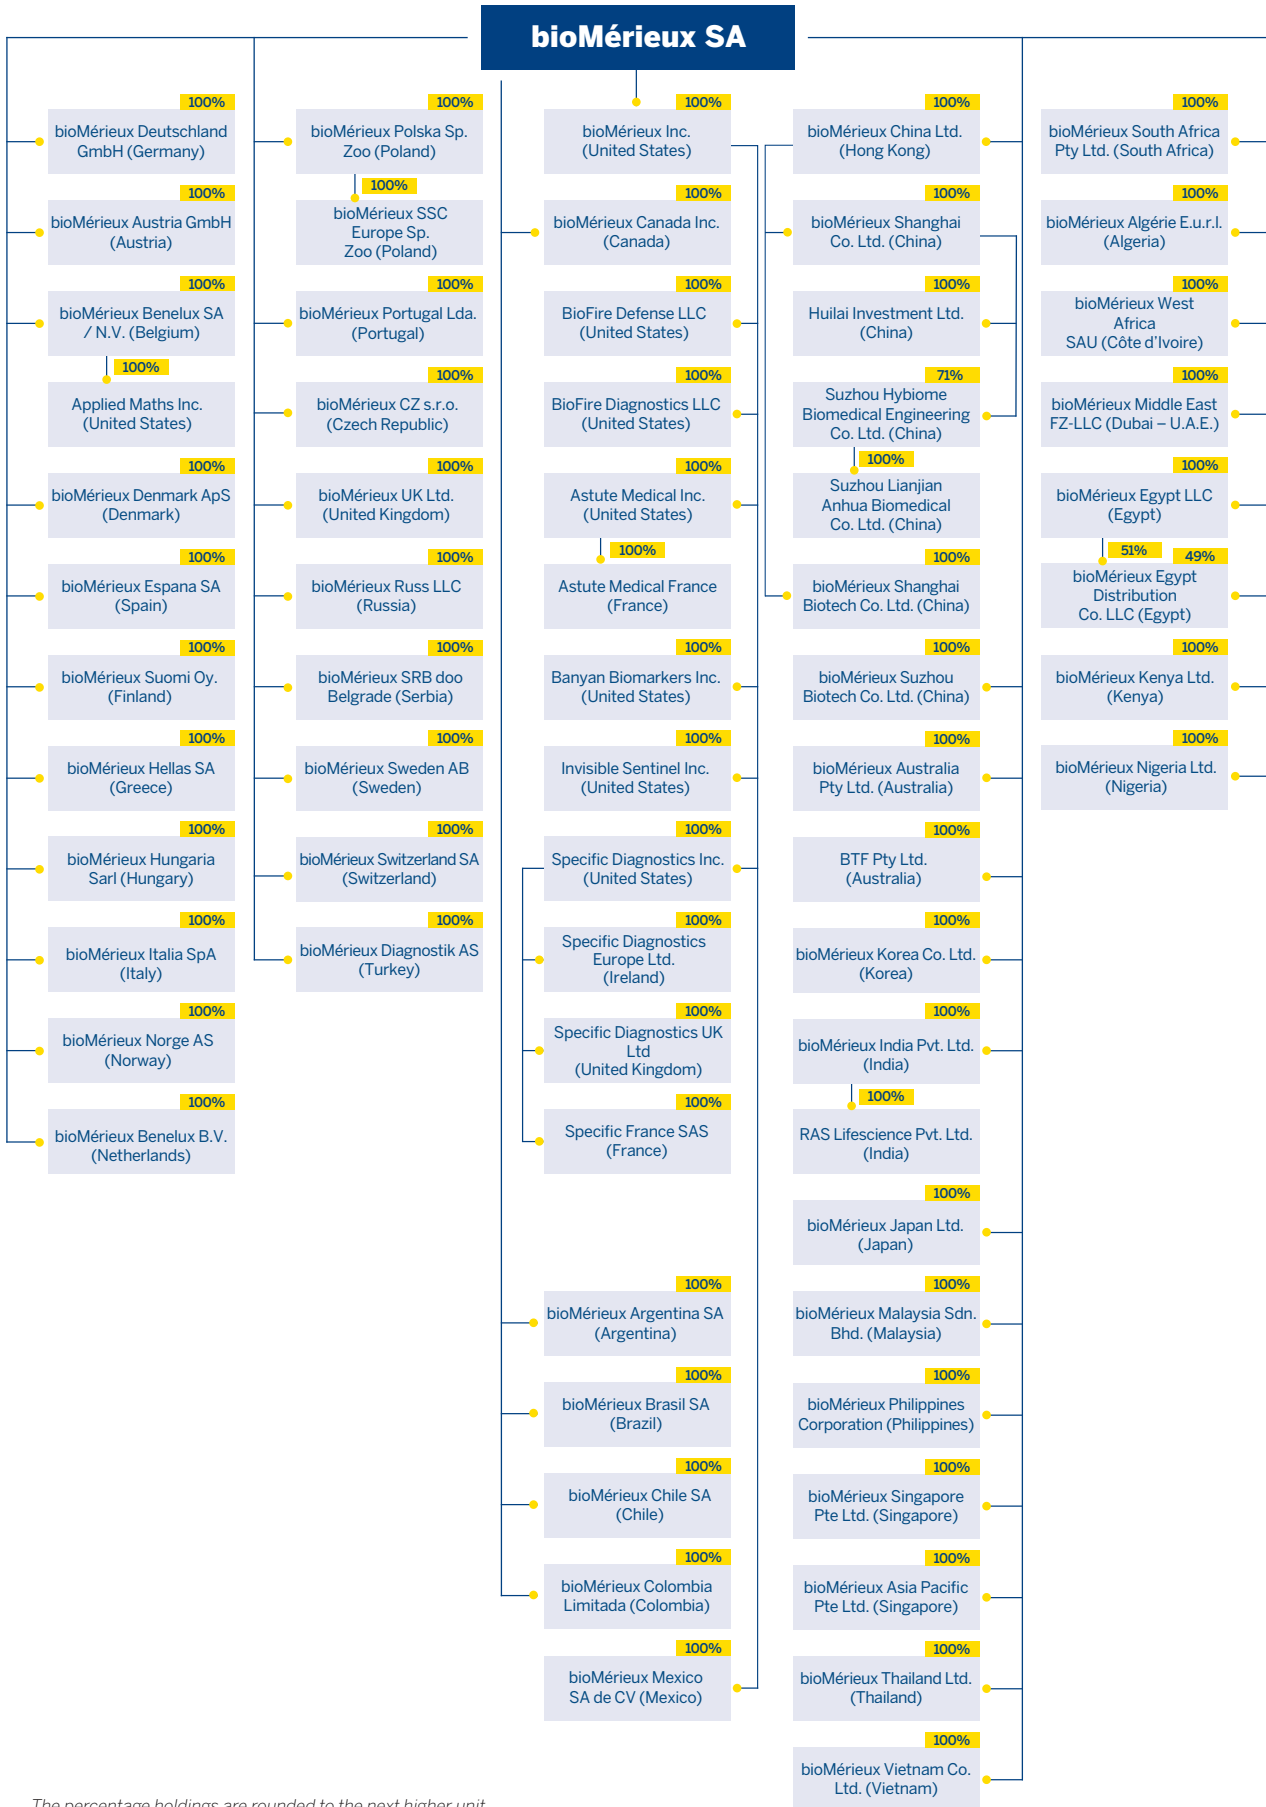 bioMérieux SA
100%
bioMérieux Deutschland
GmbH (Germany)
100%
bioMérieux Austria GmbH
(Austria)
100%
bioMérieux Benelux SA
/ N.V. (Belgium)
100%
Applied Maths Inc.
(United States)
100%
bioMérieux Denmark ApS
(Denmark)
100%
bioMérieux Espana SA
(Spain)
100%
bioMérieux Suomi Oy.
(Finland)
100%
bioMérieux Hellas SA
(Greece)
100%
bioMérieux Hungaria
Sarl (Hungary)
100%
bioMérieux Italia SpA
(Italy)
100%
bioMérieux Norge AS
(Norway)
100%
bioMérieux Benelux B.V.
(Netherlands)
100%
bioMérieux Polska Sp.
Zoo (Poland)
100%
bioMérieux SSC
Europe Sp.
Zoo (Poland)
100%
bioMérieux Portugal Lda.
(Portugal)
100%
bioMérieux CZ s.r.o.
(Czech Republic)
100%
bioMérieux UK Ltd.
(United Kingdom)
100%
bioMérieux Russ LLC
(Russia)
100%
bioMérieux SRB doo
Belgrade (Serbia)
100%
bioMérieux Sweden AB
(Sweden)
100%
bioMérieux Switzerland SA
(Switzerland)
100%
bioMérieux Diagnostik AS
(Turkey)
100%
bioMérieux Inc.
(United States)
100%
bioMérieux Canada Inc.
(Canada)
100%
BioFire Defense LLC
(United States)
100%
BioFire Diagnostics LLC
(United States)
100%
Astute Medical Inc.
(United States)
100%
Astute Medical France
(France)
100%
Banyan Biomarkers Inc.
(United States)
100%
Invisible Sentinel Inc.
(United States)
100%
Specific Diagnostics Inc.
(United States)
100%
Specific Diagnostics
Europe Ltd.
(Ireland)
100%
Specific Diagnostics UK
Ltd
(United Kingdom)
100%
Specific France SAS
(France)
100%
bioMérieux Argentina SA
(Argentina)
100%
bioMérieux Brasil SA
(Brazil)
100%
bioMérieux Chile SA
(Chile)
100%
bioMérieux Colombia
Limitada (Colombia)
100%
bioMérieux Mexico
SA de CV (Mexico)
100%
bioMérieux China Ltd.
(Hong Kong)
100%
bioMérieux Shanghai
Co. Ltd. (China)
100%
Huilai Investment Ltd.
(China)
71%
Suzhou Hybiome
Biomedical Engineering
Co. Ltd. (China)
100%
Suzhou Lianjian
Anhua Biomedical
Co. Ltd. (China)
100%
bioMérieux Shanghai
Biotech Co. Ltd. (China)
100%
bioMérieux Suzhou
Biotech Co. Ltd. (China)
100%
bioMérieux Australia
Pty Ltd. (Australia)
100%
BTF Pty Ltd.
(Australia)
100%
bioMérieux Korea Co. Ltd.
(Korea)
100%
bioMérieux India Pvt. Ltd.
(India)
100%
RAS Lifescience Pvt. Ltd.
(India)
100%
bioMérieux Japan Ltd.
(Japan)
100%
bioMérieux Malaysia Sdn.
Bhd. (Malaysia)
100%
bioMérieux Philippines
Corporation (Philippines)
100%
bioMérieux Singapore
Pte Ltd. (Singapore)
100%
bioMérieux Asia Pacific
Pte Ltd. (Singapore)
100%
bioMérieux Thailand Ltd.
(Thailand)
100%
bioMérieux Vietnam Co.
Ltd. (Vietnam)
100%
bioMérieux South Africa
Pty Ltd. (South Africa)
100%
bioMérieux Algérie E.u.r.l.
(Algeria)
100%
bioMérieux West
Africa
SAU (Côte d'Ivoire)
100%
bioMérieux Middle East
FZ-LLC (Dubai – U.A.E.)
100%
bioMérieux Egypt LLC
(Egypt)
51% 49%
bioMérieux Egypt
Distribution
Co. LLC (Egypt)
100%
bioMérieux Kenya Ltd.
(Kenya)
100%
bioMérieux Nigeria Ltd.
(Nigeria)
The percentage holdings are rounded to the next higher unit